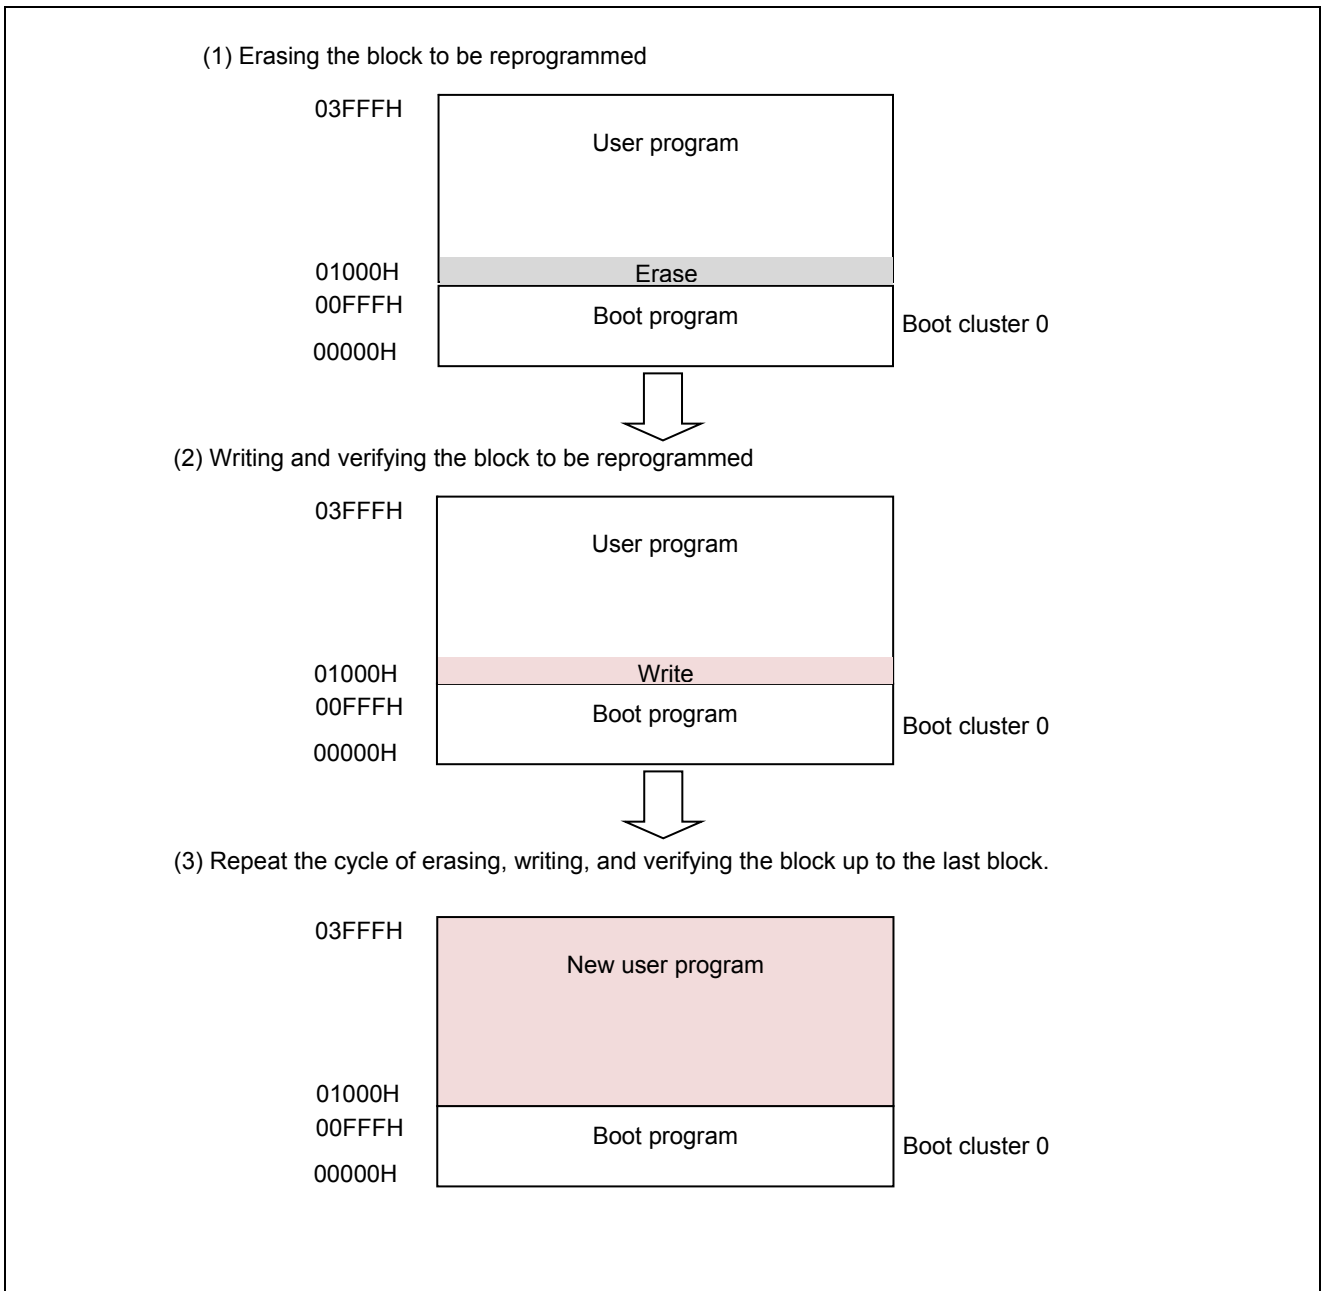 (1) Erasing the block to be reprogrammed
03FFFH
User program
01000H
Erase
00FFFH
Boot program
Boot cluster 0
00000H
(2) Writing and verifying the block to be reprogrammed
03FFFH
User program
01000H
Write
00FFFH
Boot program
Boot cluster 0
00000H
(3) Repeat the cycle of erasing, writing, and verifying the block up to the last block.
03FFFH
New user program
01000H
00FFFH
Boot program
Boot cluster 0
00000H